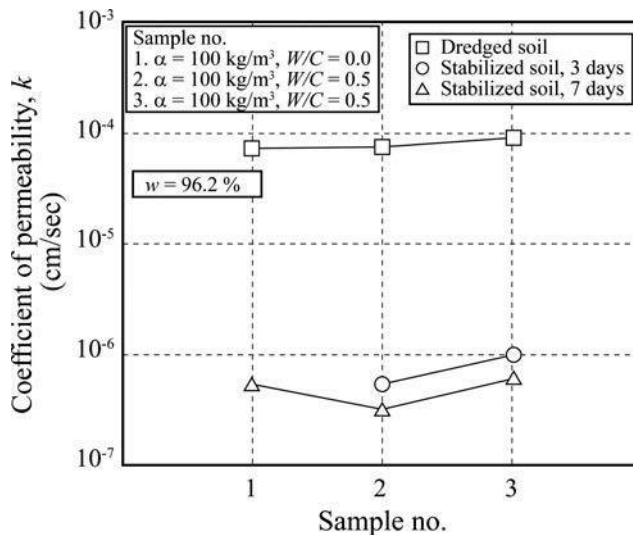 10⁻³
Sample no.
1. α = 100 kg/m³, W/C = 0.0
2. α = 100 kg/m³, W/C = 0.5
3. α = 100 kg/m³, W/C = 0.5
Dredged soil
Stabilized soil, 3 days
Stabilized soil, 7 days
10⁻⁴
w = 96.2 %
10⁻⁵
10⁻⁶
10⁻⁷
Coefficient of permeability, k
(cm/sec)
1 2 3
Sample no.